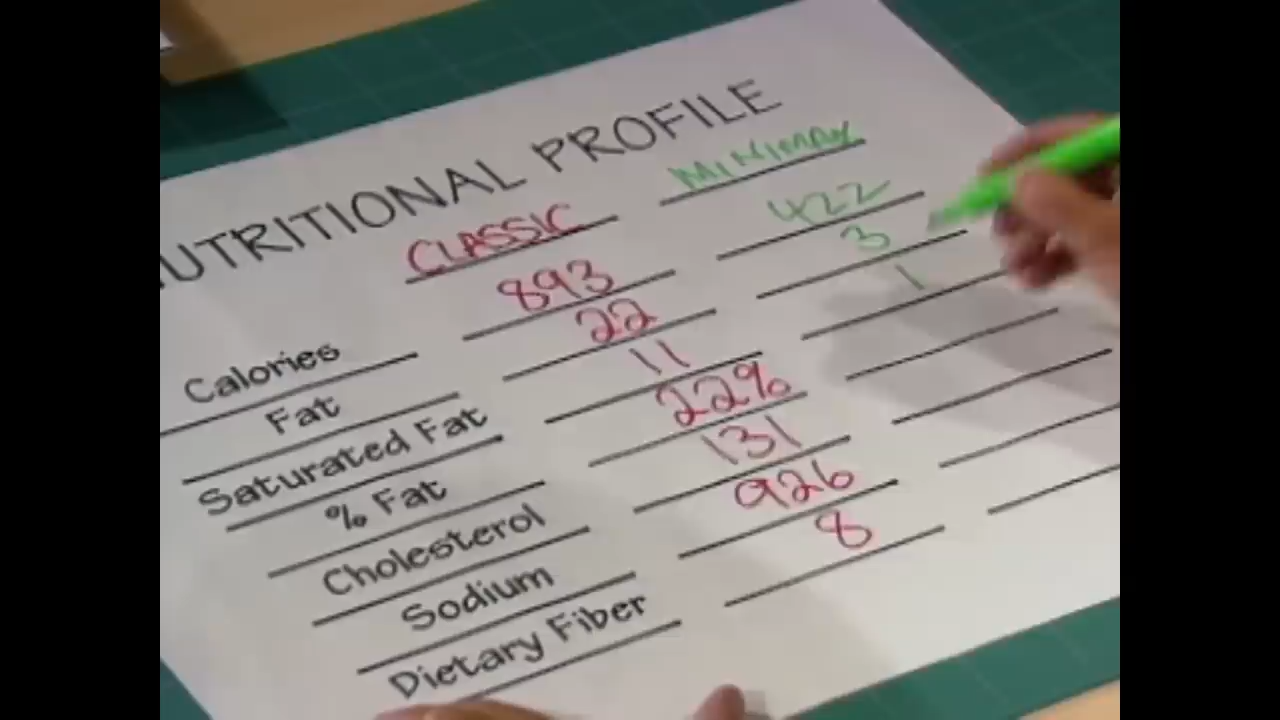 UTRITIONAL PROFILE
CLASSIC MINIMAX
Calories 893 422
Fat 22 3
Saturated Fat 11 1
% Fat 22%
Cholesterol 131
Sodium 926
Dietary Fiber 8